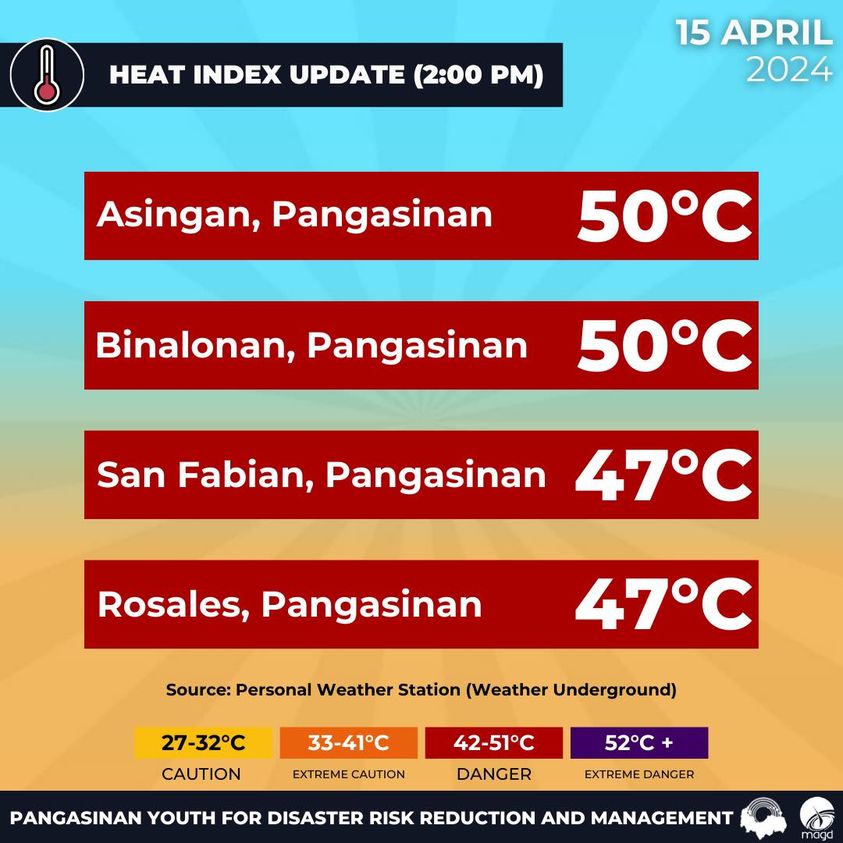 15 APRIL
2024
HEAT INDEX UPDATE (2:00 PM)
Asingan, Pangasinan 50°C
Binalonan, Pangasinan 50°C
San Fabian, Pangasinan 47°C
Rosales, Pangasinan 47°C
Source: Personal Weather Station (Weather Underground)
27-32°C 33-41°C 42-51°C 52°C +
CAUTION EXTREME CAUTION DANGER EXTREME DANGER
PANGASINAN YOUTH FOR DISASTER RISK REDUCTION AND MANAGEMENT
magd